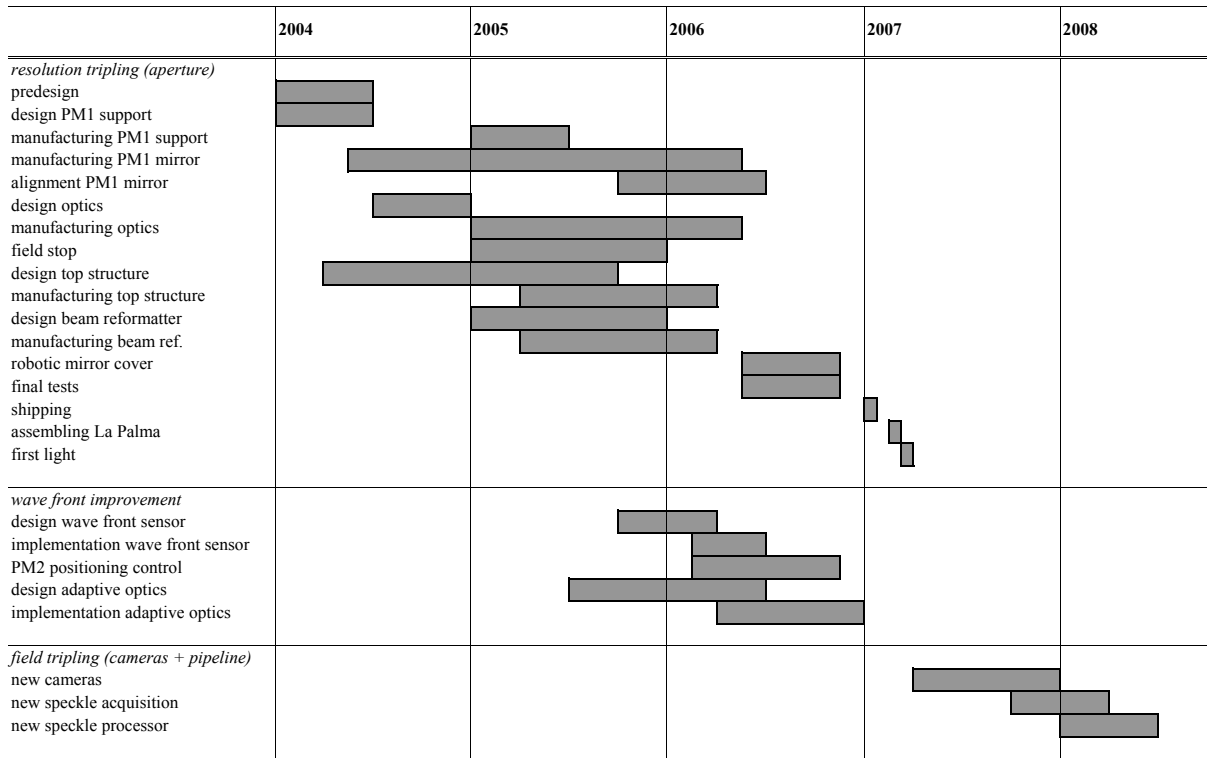 2004 2005 2006 2007 2008
resolution tripling (aperture)
predesign
design PM1 support
manufacturing PM1 support
manufacturing PM1 mirror
alignment PM1 mirror
design optics
manufacturing optics
field stop
design top structure
manufacturing top structure
design beam reformatter
manufacturing beam ref.
robotic mirror cover
final tests
shipping
assembling La Palma
first light
wave front improvement
design wave front sensor
implementation wave front sensor
PM2 positioning control
design adaptive optics
implementation adaptive optics
field tripling (cameras + pipeline)
new cameras
new speckle acquisition
new speckle processor